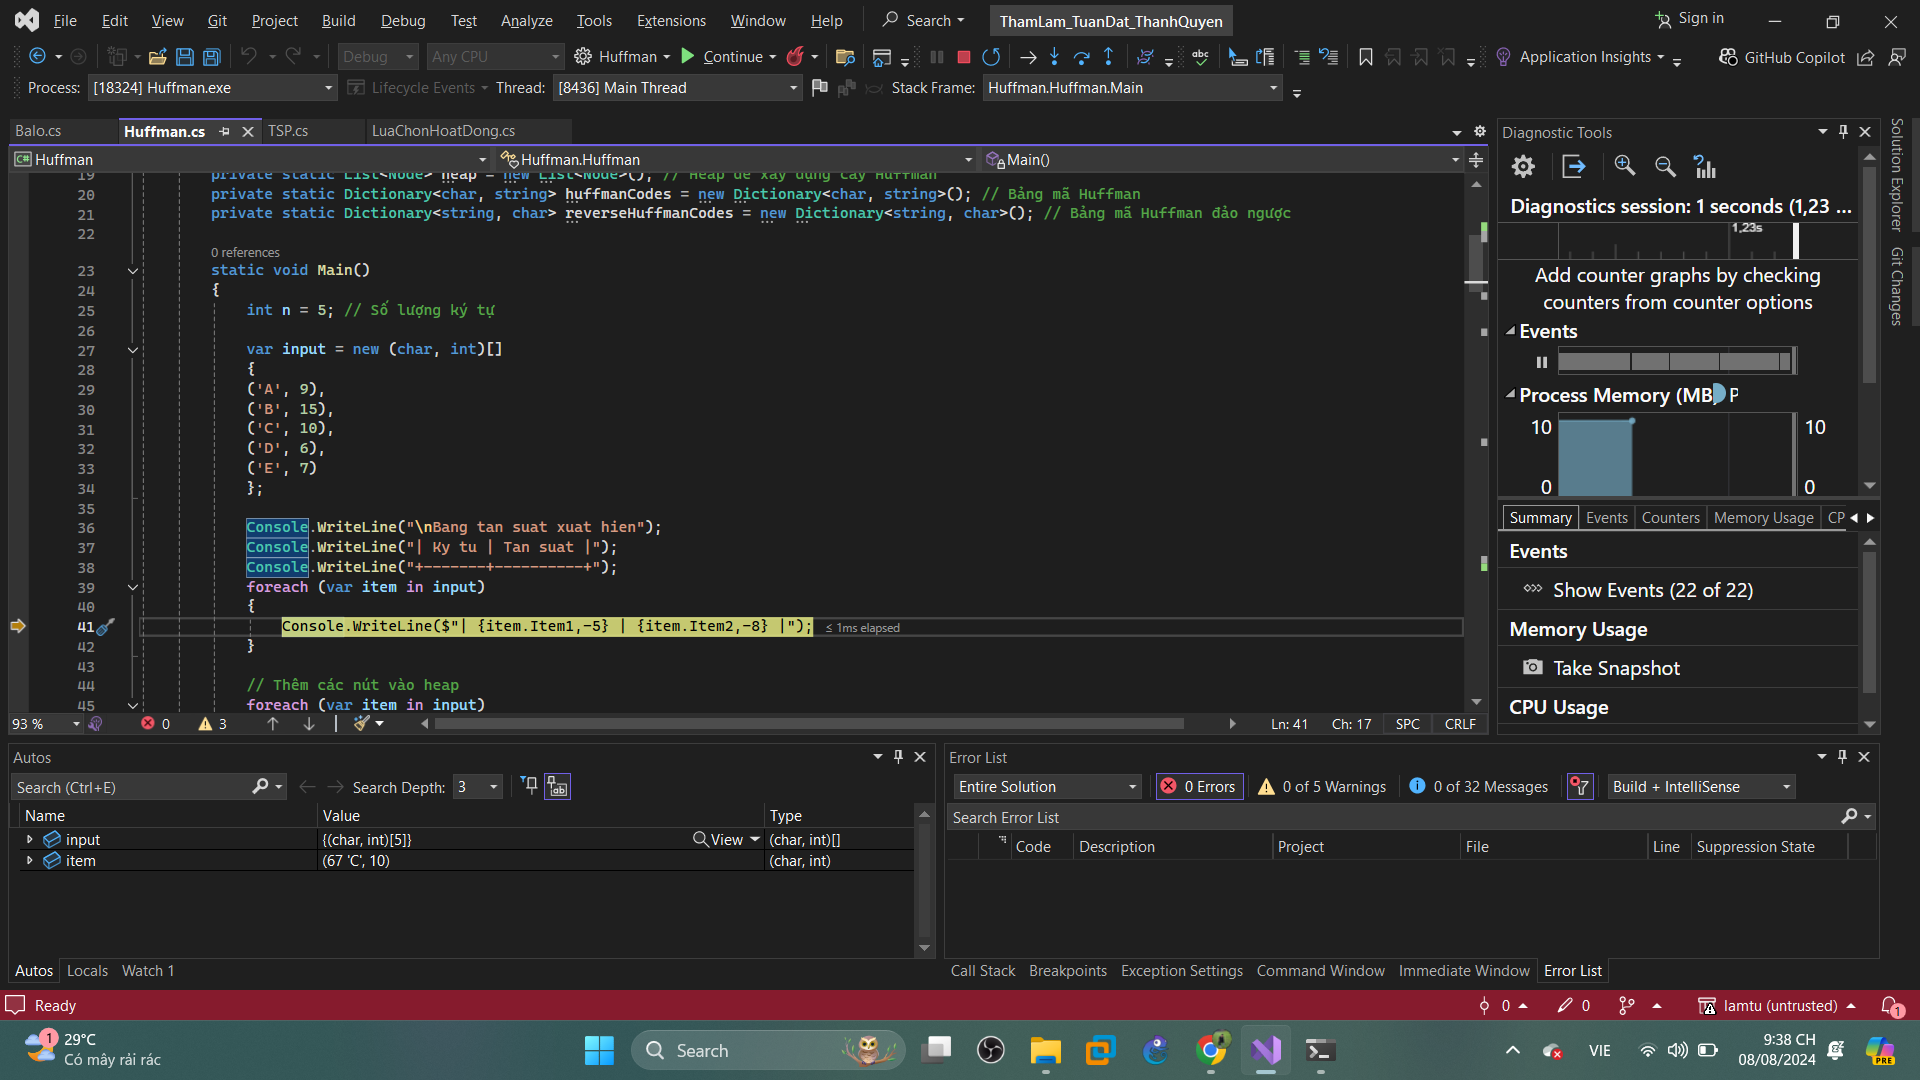 File Edit View Git Project Build Debug Test Analyze Tools Extensions Window Help Search ThamLam_TuanDat_ThanhQuyen Sign in
Debug Any CPU Huffman Continue Application Insights GitHub Copilot
Process: [18324] Huffman.exe Lifecycle Events Thread: [8436] Main Thread Stack Frame: Huffman.Huffman.Main
Balo.cs Huffman.cs TSP.cs LuaChonHoatDong.cs
Huffman Huffman.Huffman Main()
19 private static List<Node> heap = new List<Node>(); // Heap để xây dựng cây Huffman
20 private static Dictionary<char, string> huffmanCodes = new Dictionary<char, string>(); // Bảng mã Huffman
21 private static Dictionary<string, char> reverseHuffmanCodes = new Dictionary<string, char>(); // Bảng mã Huffman đảo ngược
22
0 references
23 static void Main()
24 {
25 int n = 5; // Số lượng ký tự
26
27 var input = new (char, int)[]
28 {
29 ('A', 9),
30 ('B', 15),
31 ('C', 10),
32 ('D', 6),
33 ('E', 7)
34 };
35
36 Console.WriteLine("\nBang tan suat xuat hien");
37 Console.WriteLine("| Ky tu | Tan suat |");
38 Console.WriteLine("+-------+----------+");
39 foreach (var item in input)
40 {
41 Console.WriteLine($"| {item.Item1,-5} | {item.Item2,-8} |"); ≤ 1ms elapsed
42 }
43
44 // Thêm các nút vào heap
45 foreach (var item in input)
93 % 0 3 Ln: 41 Ch: 17 SPC CRLF
Diagnostic Tools
Diagnostics session: 1 seconds (1,23 ...
1,23s
Add counter graphs by checking
counters from counter options
Events
Process Memory (MB) P
10 10
0 0
Summary Events Counters Memory Usage CP
Events
Show Events (22 of 22)
Memory Usage
Take Snapshot
CPU Usage
Solution Explorer
Git Changes
Autos
Search (Ctrl+E) Search Depth: 3
Name Value Type
input {(char, int)[5]} View (char, int)[]
item (67 'C', 10) (char, int)
Autos Locals Watch 1
Error List
Entire Solution 0 Errors 0 of 5 Warnings 0 of 32 Messages Build + IntelliSense
Search Error List
Code Description Project File Line Suppression State
Call Stack Breakpoints Exception Settings Command Window Immediate Window Error List
Ready 0 0 lamtu (untrusted) 1
1 29°C
Có mây rải rác
Search
VIE
9:38 CH
08/08/2024
PRE